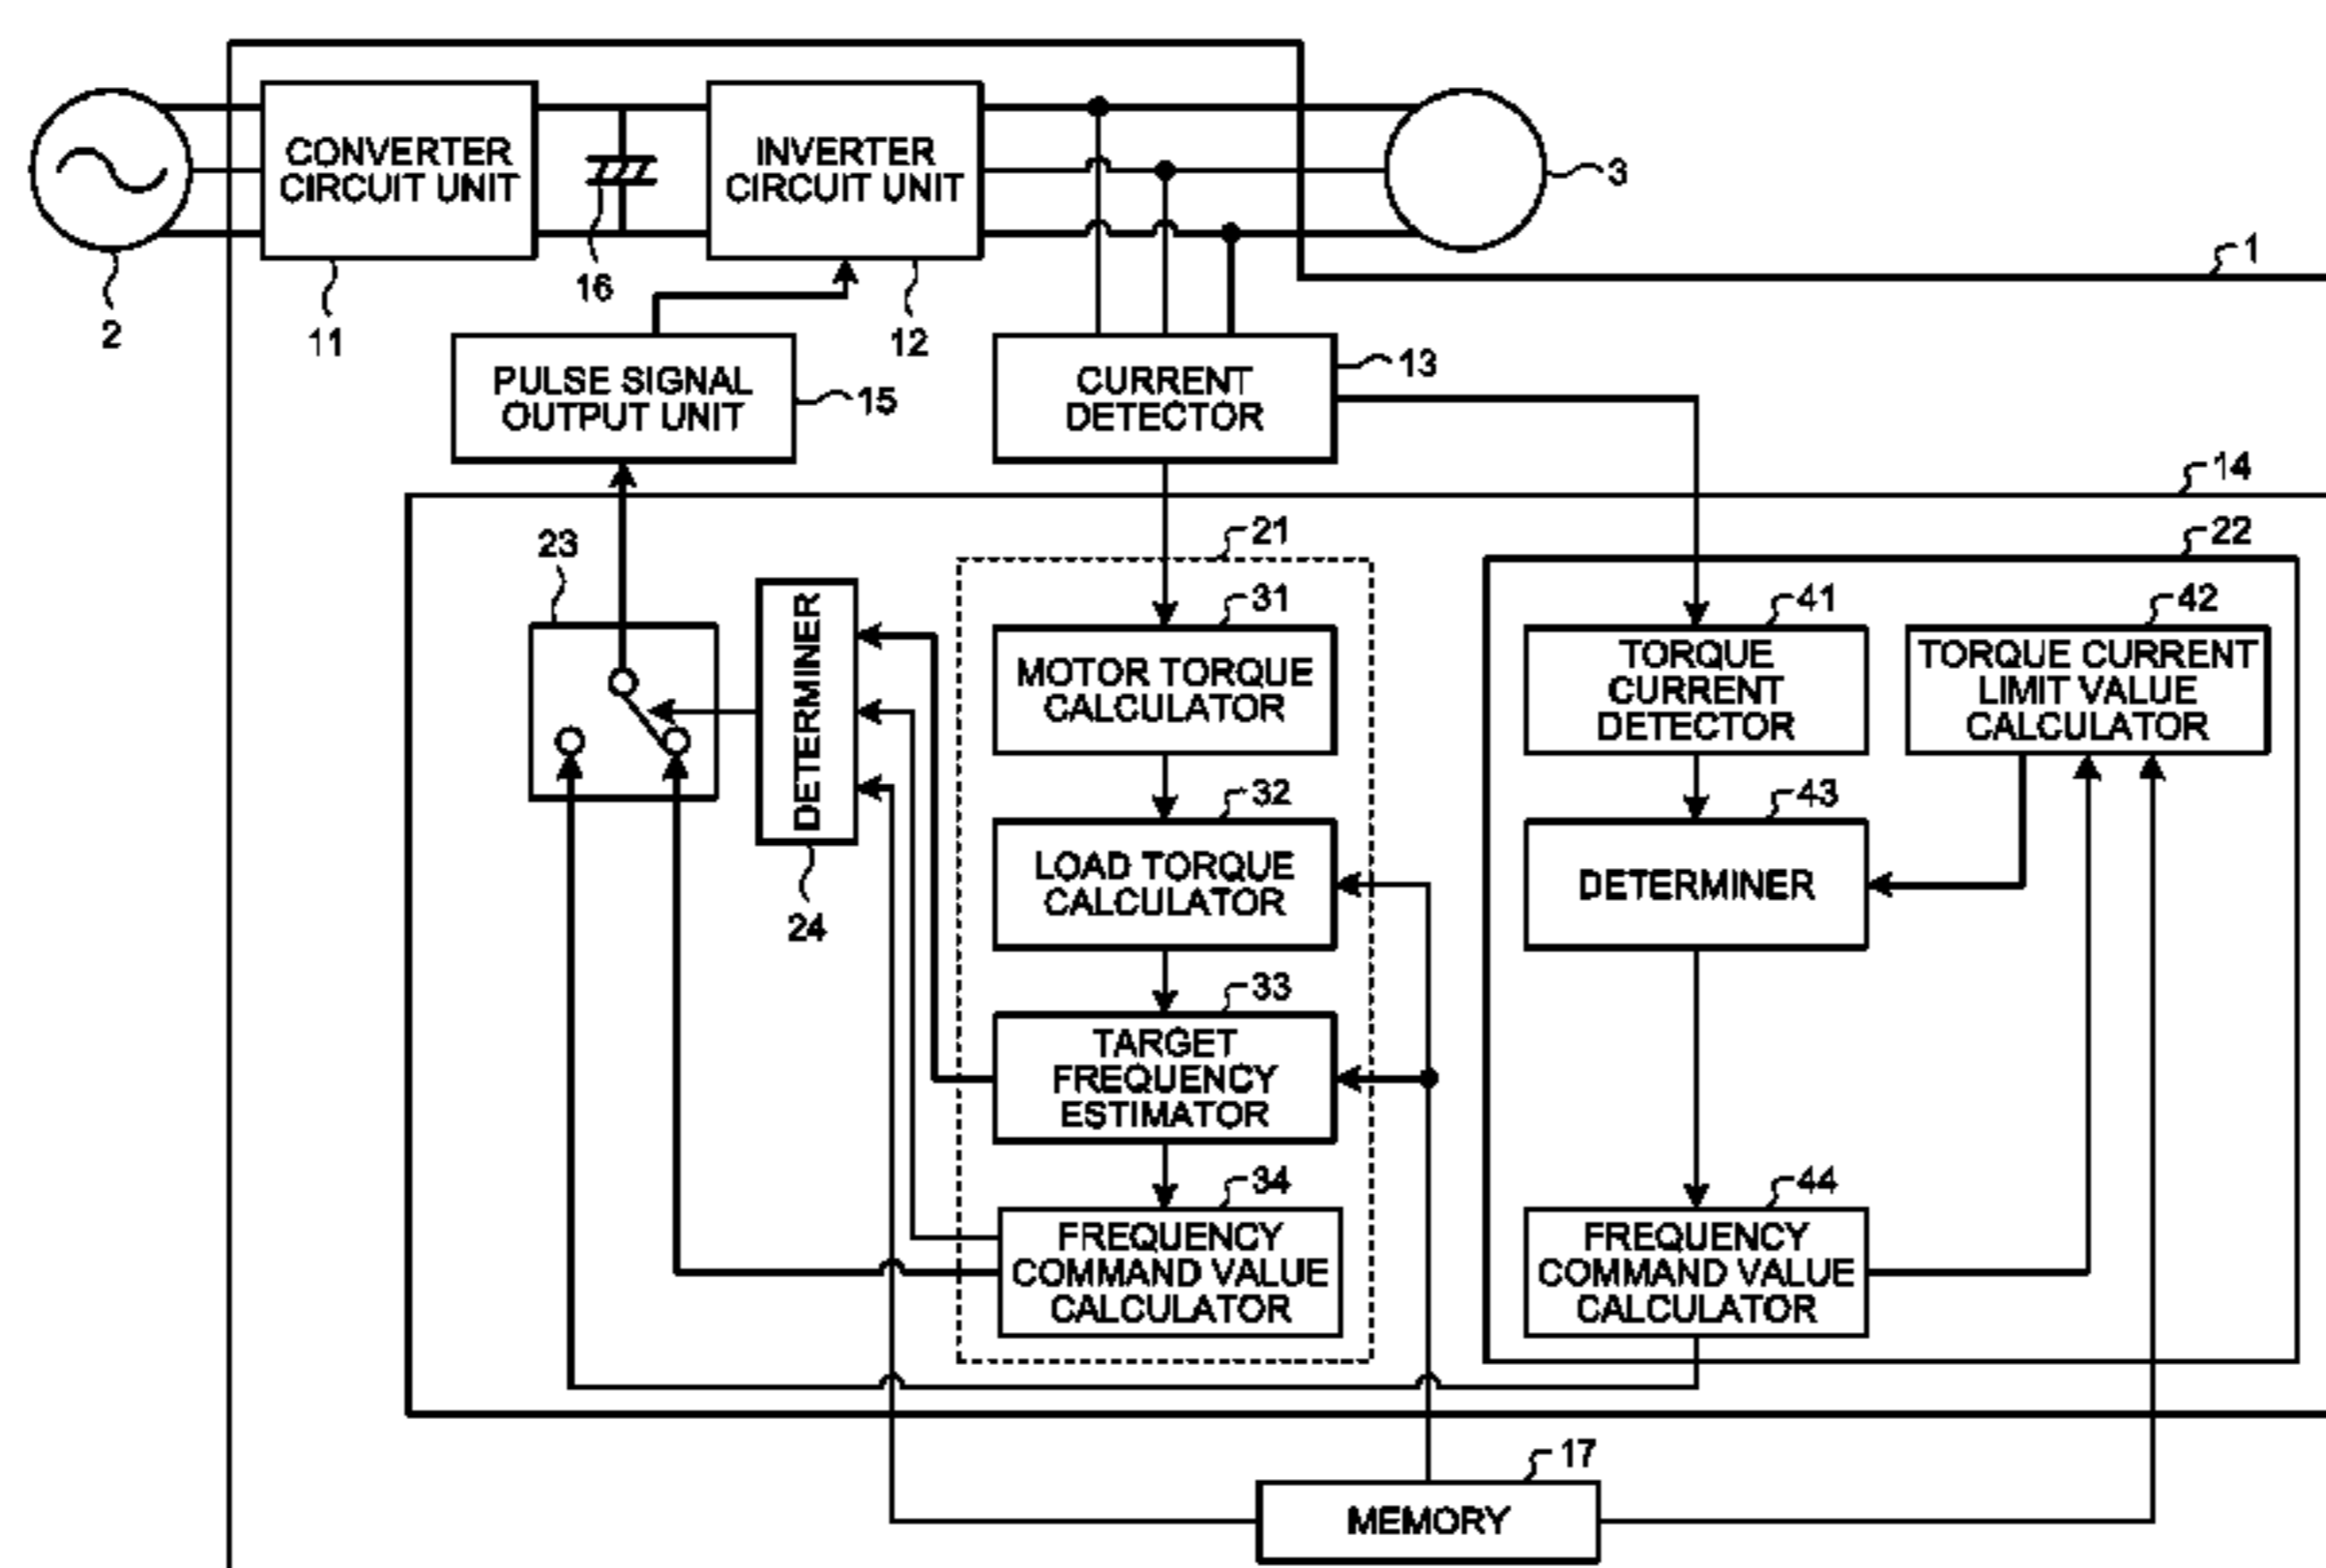 CONVERTER
CIRCUIT UNIT
INVERTER
CIRCUIT UNIT
3
1
2
11
16
12
PULSE SIGNAL
OUTPUT UNIT
15
CURRENT
DETECTOR
13
14
23
21
22
DETERMINER
24
31
MOTOR TORQUE
CALCULATOR
41
TORQUE
CURRENT
DETECTOR
42
TORQUE CURRENT
LIMIT VALUE
CALCULATOR
32
LOAD TORQUE
CALCULATOR
43
DETERMINER
33
TARGET
FREQUENCY
ESTIMATOR
34
FREQUENCY
COMMAND VALUE
CALCULATOR
44
FREQUENCY
COMMAND VALUE
CALCULATOR
17
MEMORY